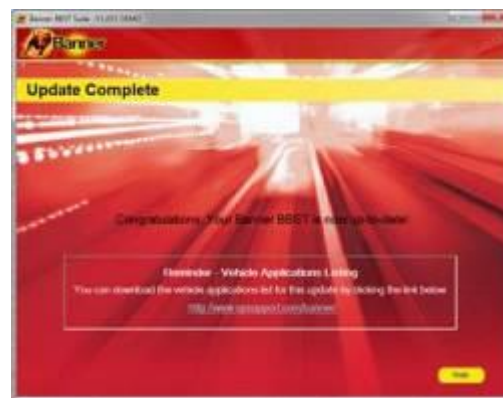 Banner
Update Complete
Congratulations. Your Banner BBST is now up-to-date!
Reminder - Vehicle Applications Listing
You can download the vehicle applications list for this update by clicking the link below